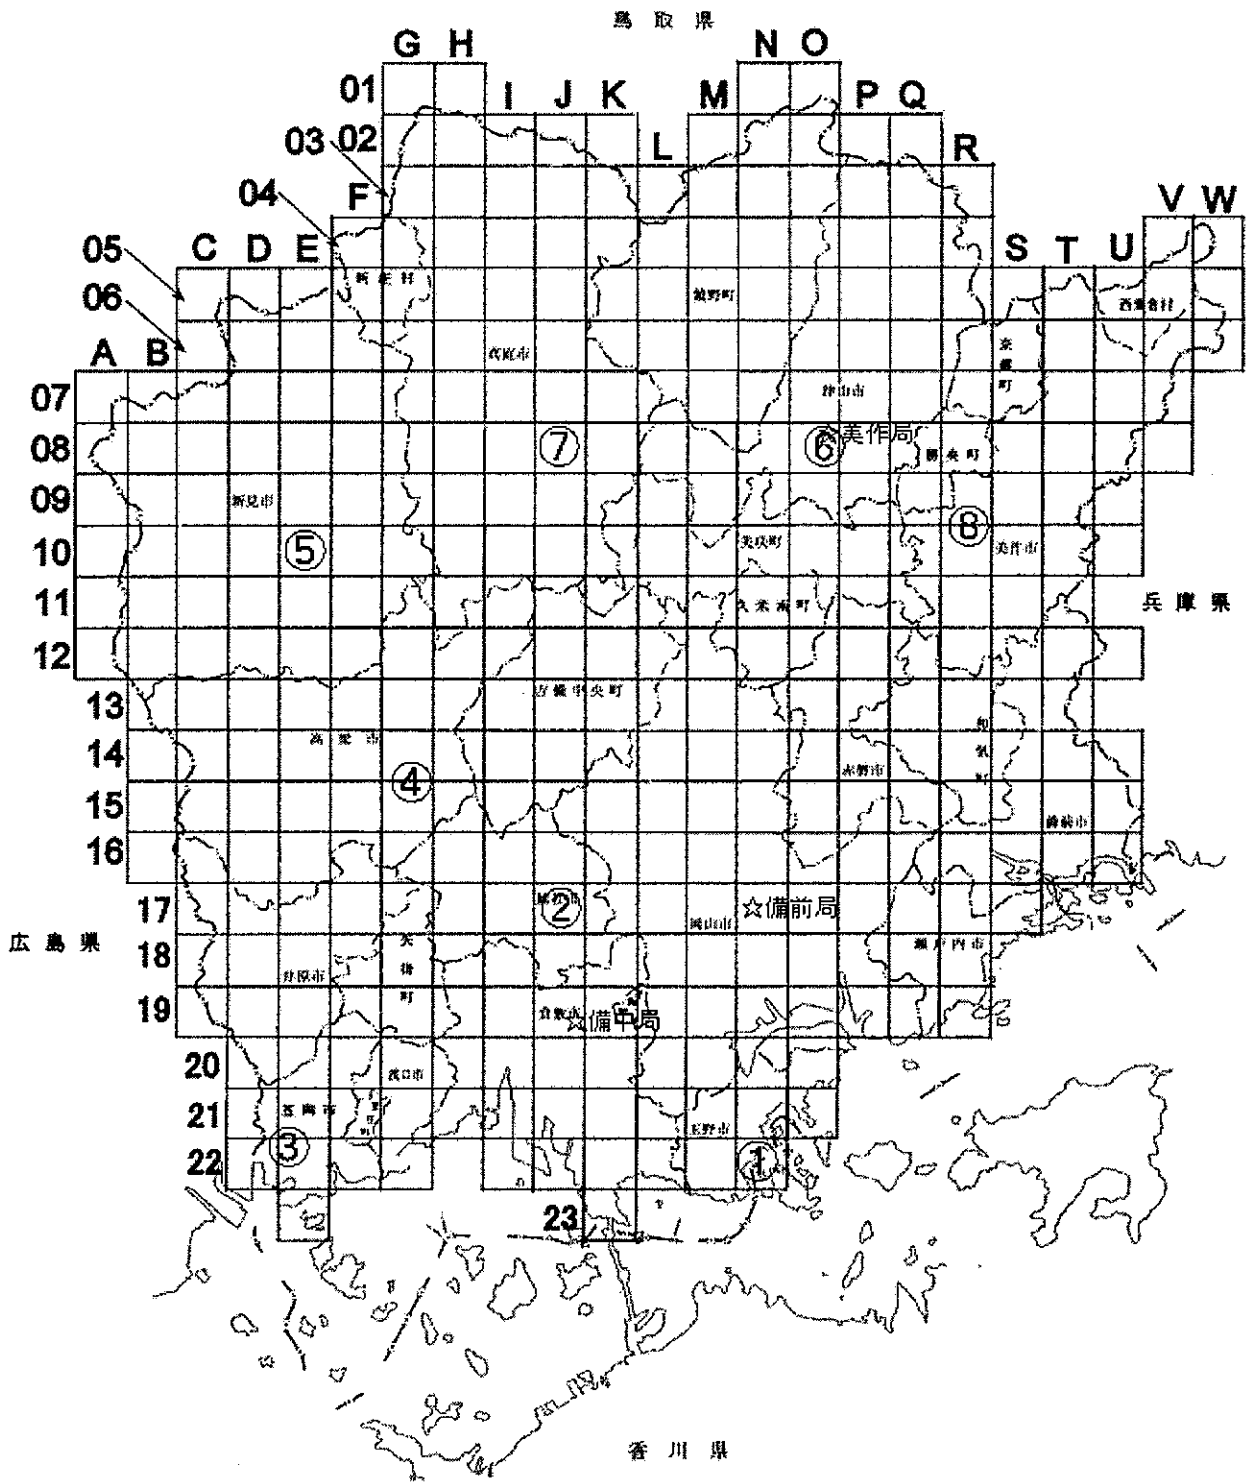 鳥取県
G H N O
01 I J K M P Q
03 02 L R
04 F V W
05 C D E S T U
新庄村
06 鏡野町 西粟倉村
A B 真庭市 奈義町
07 津山市
08 ⑦ ⑥ ☆美作局 勝央町
09 新見市
10 ⑤ 美咲町 ⑧ 美作市
11 久米南町 兵庫県
12
13 吉備中央町 和気町
14 高梁市
④ 赤磐市
15 備前市
16
17 総社市 ② 岡山市 ☆備前局
広島県 18 矢掛町 瀬戸内市
井原市
19 倉敷市 ☆備中局
20 浅口市
21 笠岡市 玉野市
22 ③ ①
23
香川県